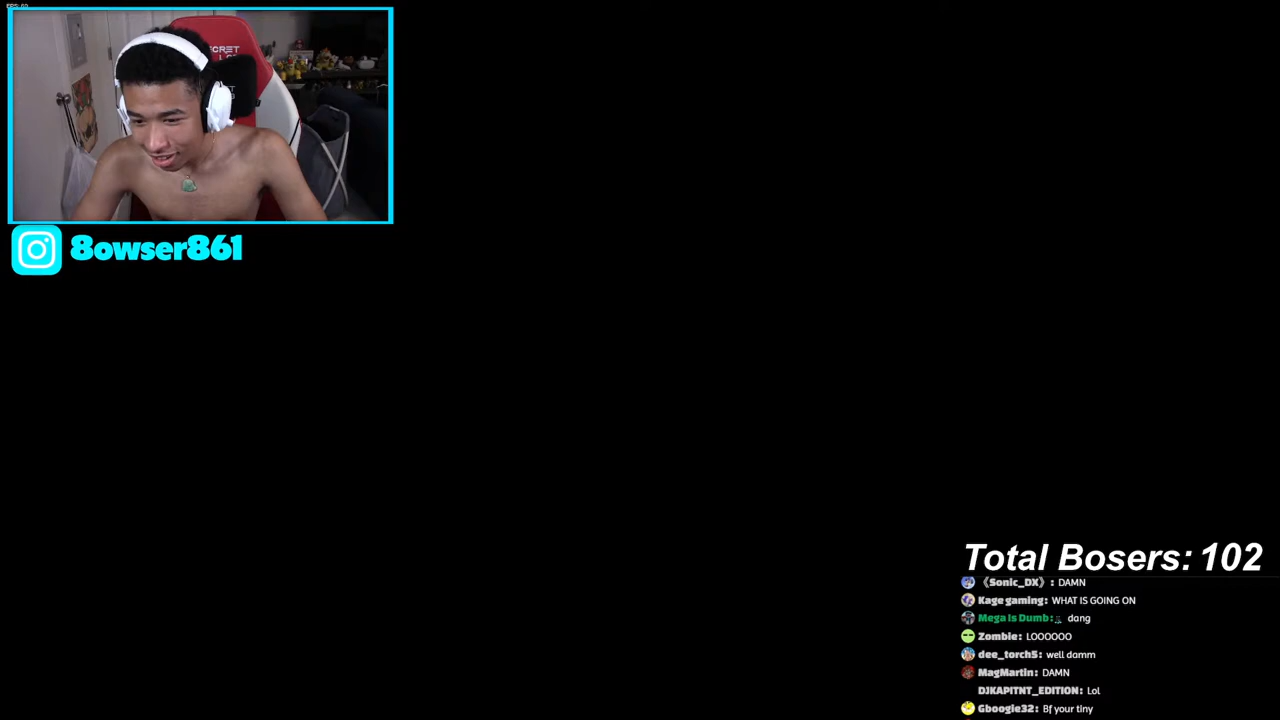 8owser861
Total Bosers: 102
《Sonic_DX》: DAMN
Kage gaming: WHAT IS GOING ON
Mega Is Dumb: dang
Zombie: LOOOOOO
dee_torch5: well damm
MagMartin: DAMN
DJKAPITNT_EDITION: Lol
Gboogie32: Bf your tiny